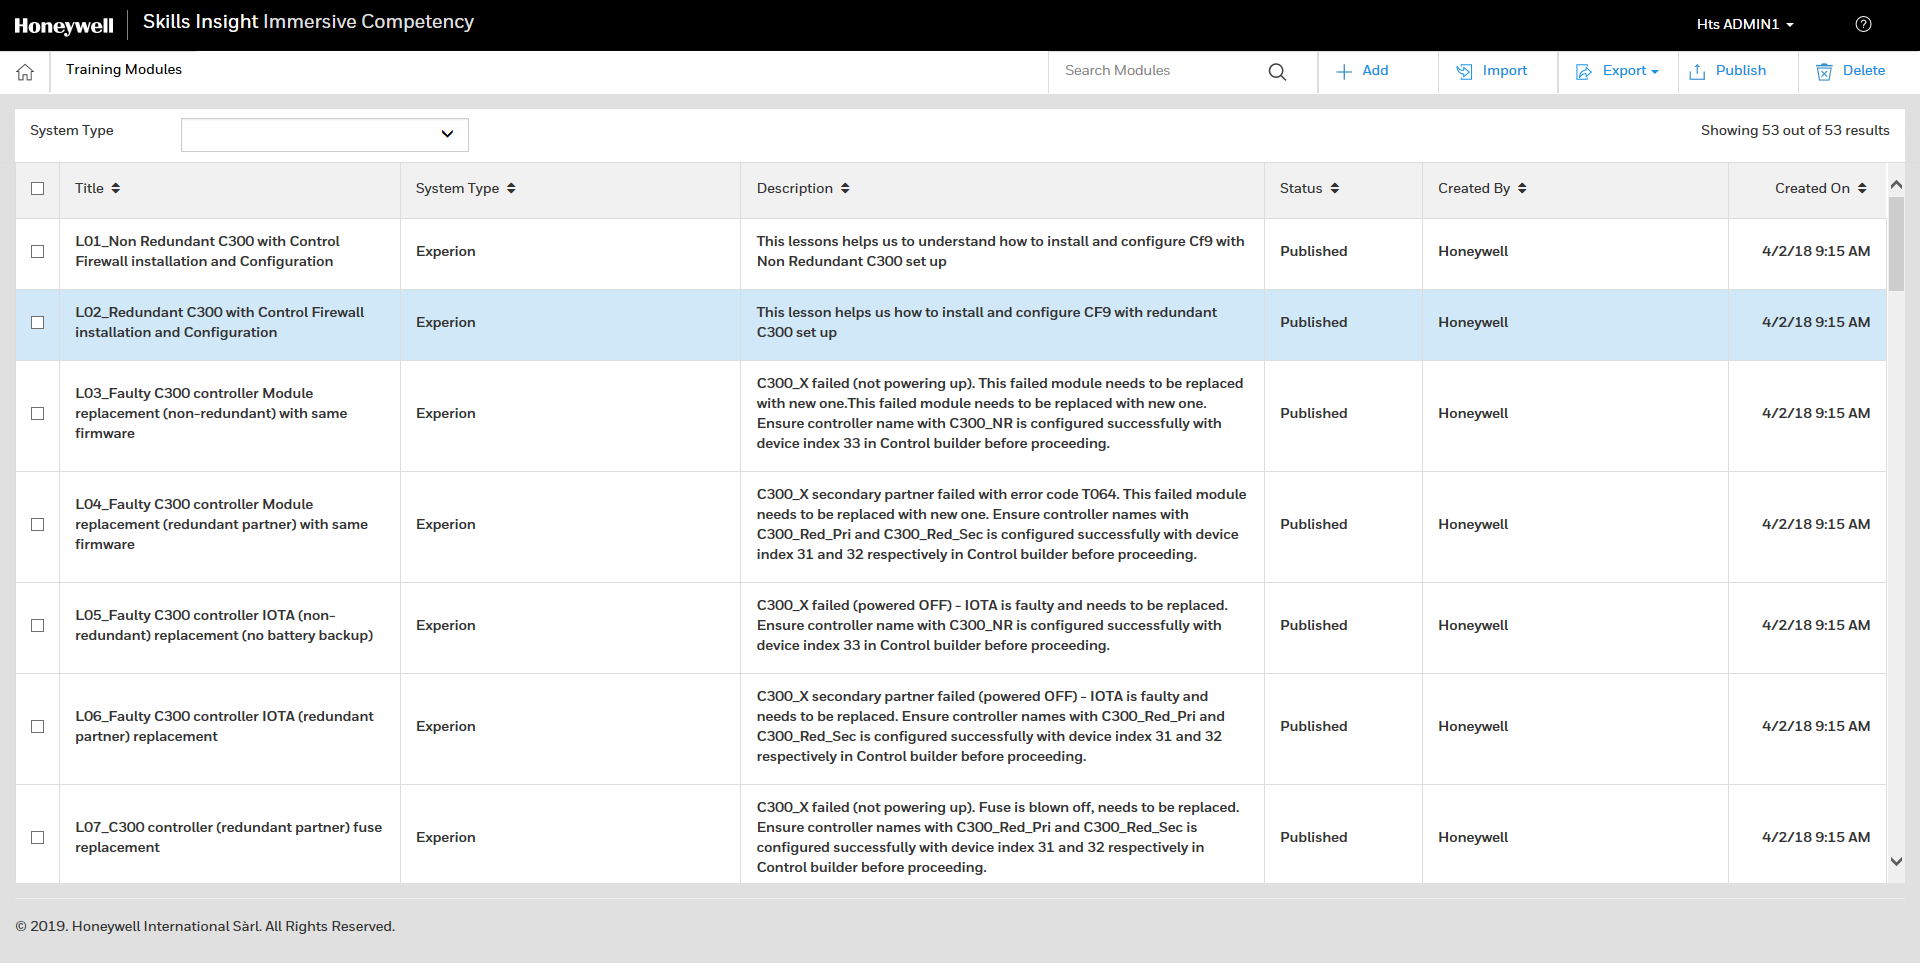 Honeywell
Skills Insight Immersive Competency
Hts ADMIN1
?
Training Modules
Search Modules
Add
Import
Export
Publish
Delete
System Type
Showing 53 out of 53 results
Title
System Type
Description
Status
Created By
Created On
L01_Non Redundant C300 with Control
Firewall installation and Configuration
Experion
This lessons helps us to understand how to install and configure Cf9 with
Non Redundant C300 set up
Published
Honeywell
4/2/18 9:15 AM
L02_Redundant C300 with Control Firewall
installation and Configuration
Experion
This lesson helps us how to install and configure CF9 with redundant
C300 set up
Published
Honeywell
4/2/18 9:15 AM
L03_Faulty C300 controller Module
replacement (non-redundant) with same
firmware
Experion
C300_X failed (not powering up). This failed module needs to be replaced
with new one.This failed module needs to be replaced with new one.
Ensure controller name with C300_NR is configured successfully with
device index 33 in Control builder before proceeding.
Published
Honeywell
4/2/18 9:15 AM
L04_Faulty C300 controller Module
replacement (redundant partner) with same
firmware
Experion
C300_X secondary partner failed with error code T064. This failed module
needs to be replaced with new one. Ensure controller names with
C300_Red_Pri and C300_Red_Sec is configured successfully with device
index 31 and 32 respectively in Control builder before proceeding.
Published
Honeywell
4/2/18 9:15 AM
L05_Faulty C300 controller IOTA (non-
redundant) replacement (no battery backup)
Experion
C300_X failed (powered OFF) - IOTA is faulty and needs to be replaced.
Ensure controller name with C300_NR is configured successfully with
device index 33 in Control builder before proceeding.
Published
Honeywell
4/2/18 9:15 AM
L06_Faulty C300 controller IOTA (redundant
partner) replacement
Experion
C300_X secondary partner failed (powered OFF) - IOTA is faulty and
needs to be replaced. Ensure controller names with C300_Red_Pri and
C300_Red_Sec is configured successfully with device index 31 and 32
respectively in Control builder before proceeding.
Published
Honeywell
4/2/18 9:15 AM
L07_C300 controller (redundant partner) fuse
replacement
Experion
C300_X failed (not powering up). Fuse is blown off, needs to be replaced.
Ensure controller names with C300_Red_Pri and C300_Red_Sec is
configured successfully with device index 31 and 32 respectively in
Control builder before proceeding.
Published
Honeywell
4/2/18 9:15 AM
© 2019. Honeywell International Sàrl. All Rights Reserved.